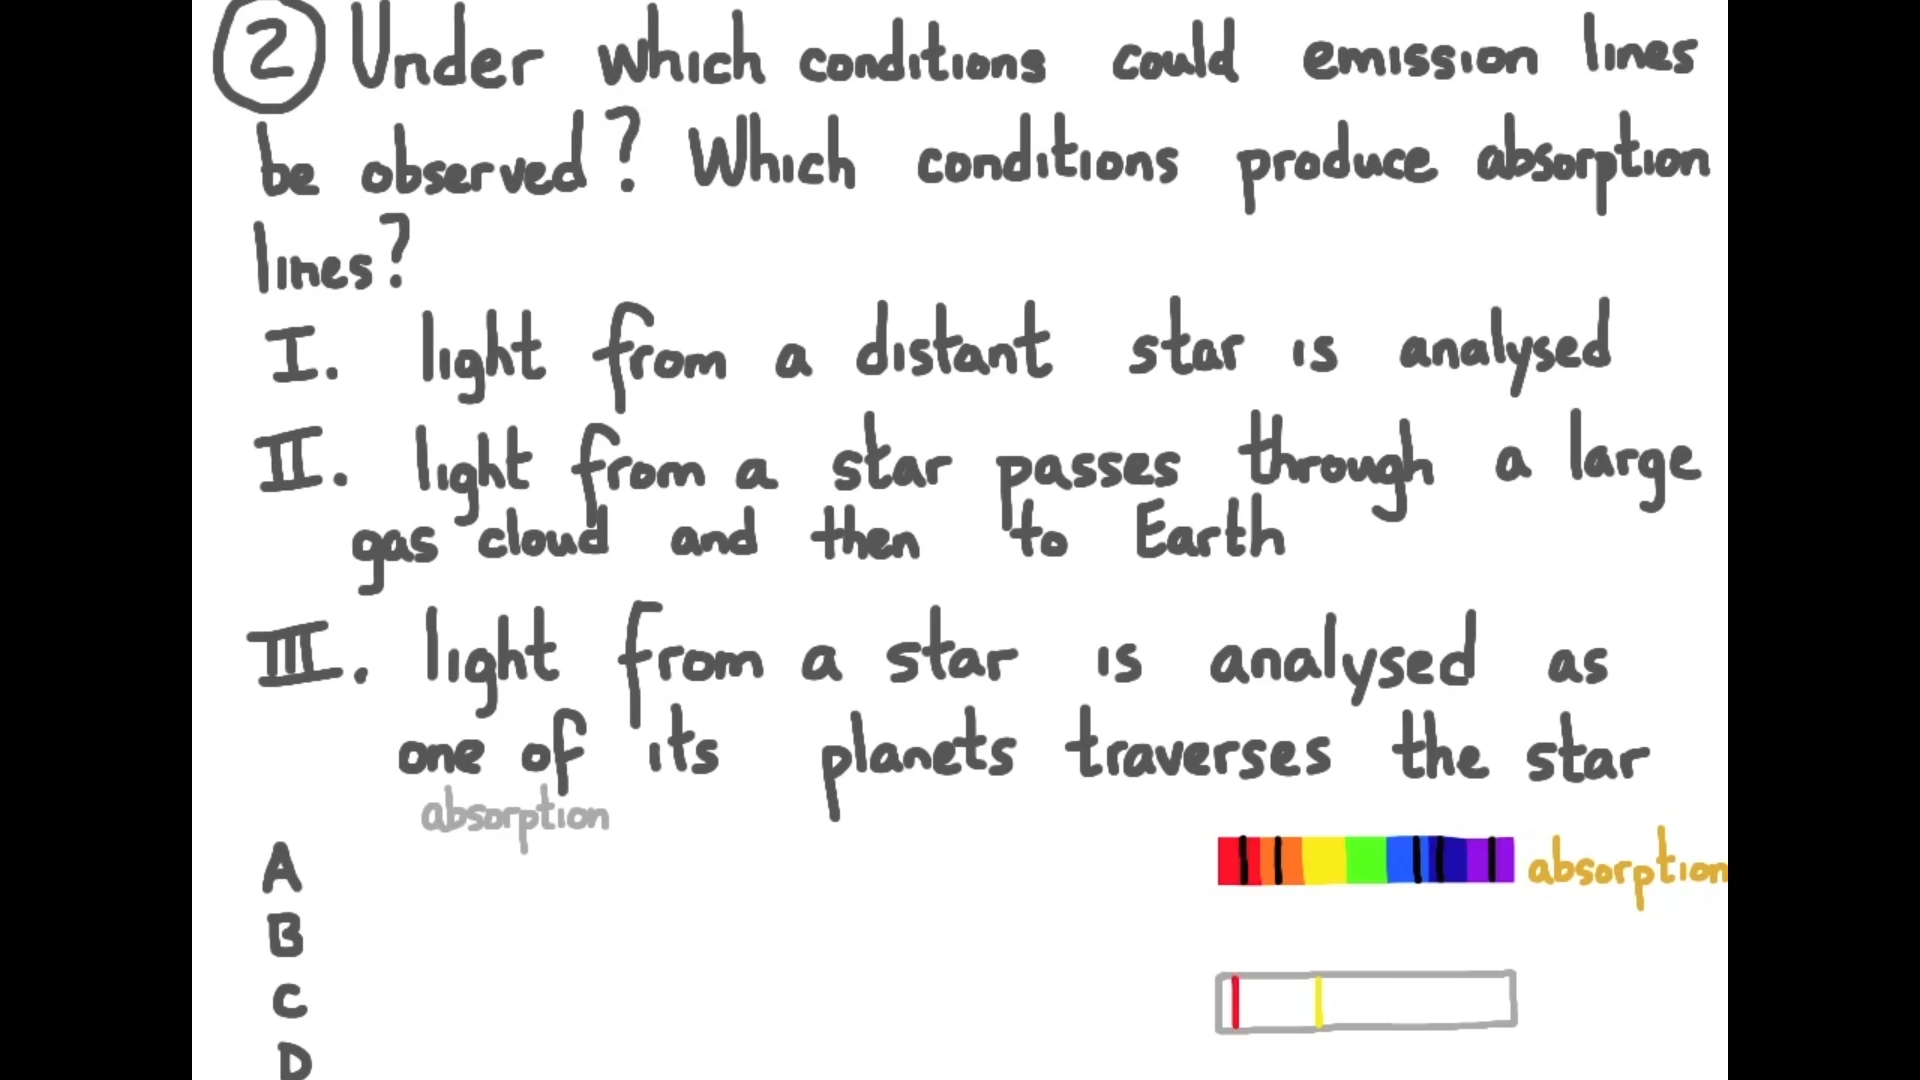 2 Under which conditions could emission lines
be observed? Which conditions produce absorption
lines?
I. light from a distant star is analysed
II. light from a star passes through a large
gas cloud and then to Earth
III. light from a star is analysed as
one of its planets traverses the star
absorption
A
absorption
B
C
D